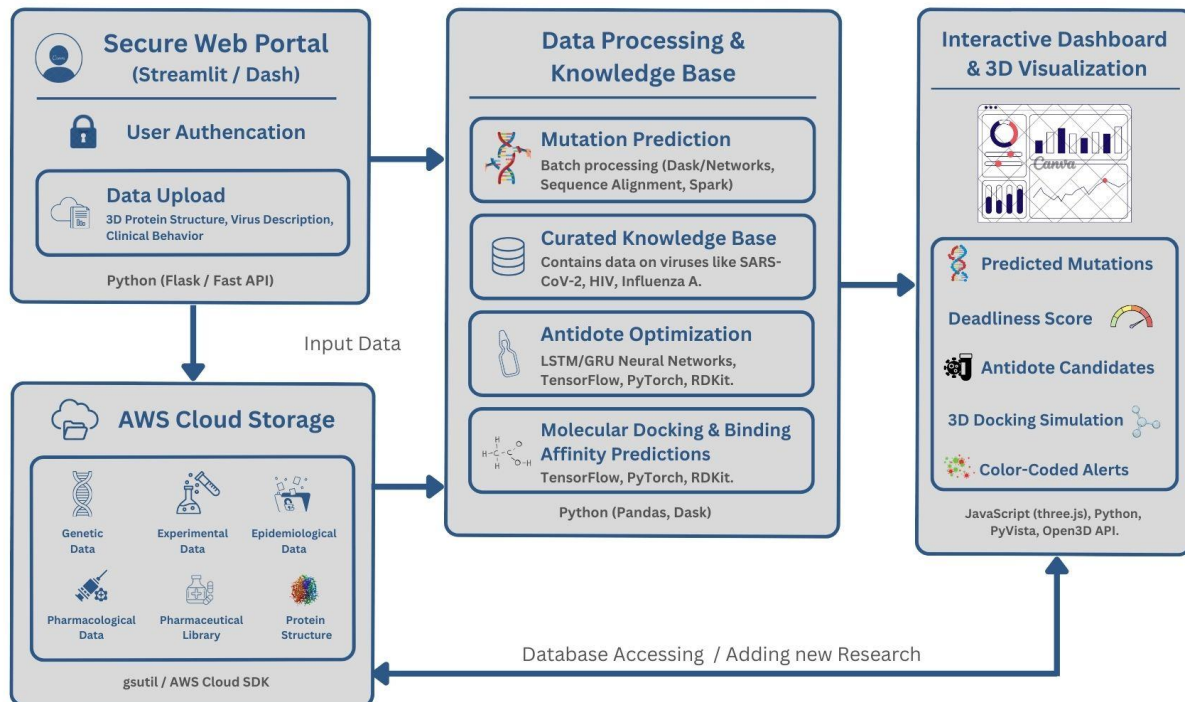 Secure Web Portal
(Streamlit / Dash)
User Authencation
Data Upload
3D Protein Structure, Virus Description,
Clinical Behavior
Python (Flask / Fast API)
Input Data
AWS Cloud Storage
Genetic
Data
Experimental
Data
Epidemiological
Data
Pharmacological
Data
Pharmaceutical
Library
Protein
Structure
gsutil / AWS Cloud SDK
Data Processing &
Knowledge Base
Mutation Prediction
Batch processing (Dask/Networks,
Sequence Alignment, Spark)
Curated Knowledge Base
Contains data on viruses like SARS-
CoV-2, HIV, Influenza A.
Antidote Optimization
LSTM/GRU Neural Networks,
TensorFlow, PyTorch, RDKit.
H
H-C-C
O
O-H
H
Molecular Docking & Binding
Affinity Predictions
TensorFlow, PyTorch, RDKit.
Python (Pandas, Dask)
Interactive Dashboard
& 3D Visualization
Canva
Predicted Mutations
Deadliness Score
Antidote Candidates
3D Docking Simulation
Color-Coded Alerts
JavaScript (three.js), Python,
PyVista, Open3D API.
Database Accessing / Adding new Research